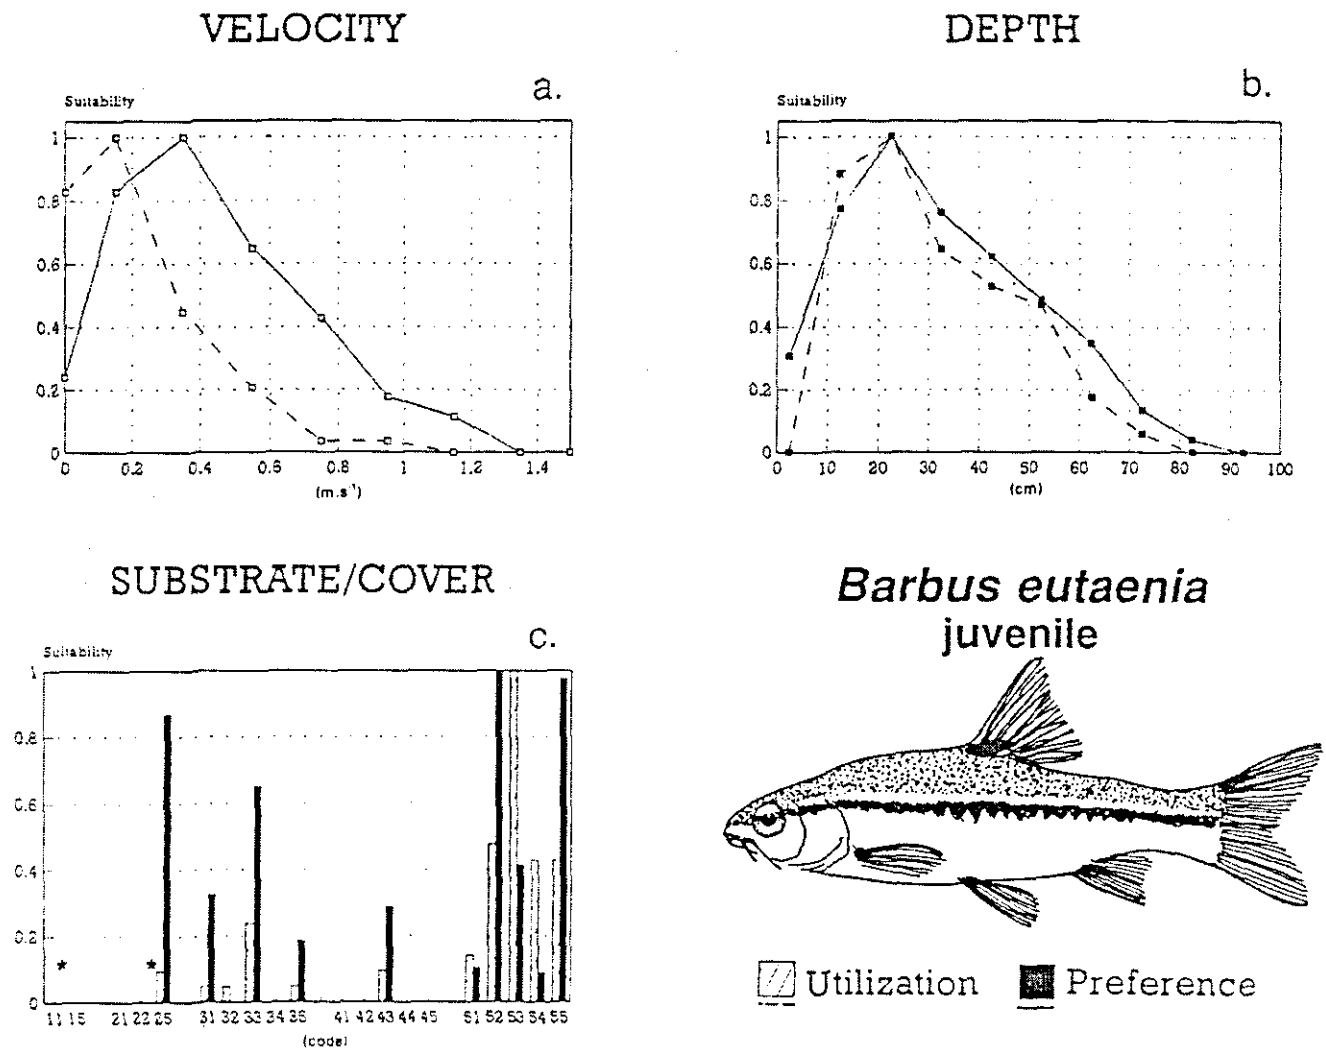 VELOCITY
DEPTH
a.
b.
Suitability
Suitability
1
0.8
0.6
0.4
0.2
0
0 0.2 0.4 0.6 0.8 1 1.2 1.4
(m.s⁻¹)
1
0.8
0.6
0.4
0.2
0
0 10 20 30 40 50 60 70 80 90 100
(cm)
SUBSTRATE/COVER
c.
Suitability
1
0.8
0.6
0.4
0.2
0
* *
11 15 21 22 25 31 32 33 34 35 41 42 43 44 45 51 52 53 54 55
(code)
Barbus eutaenia
juvenile
Utilization Preference